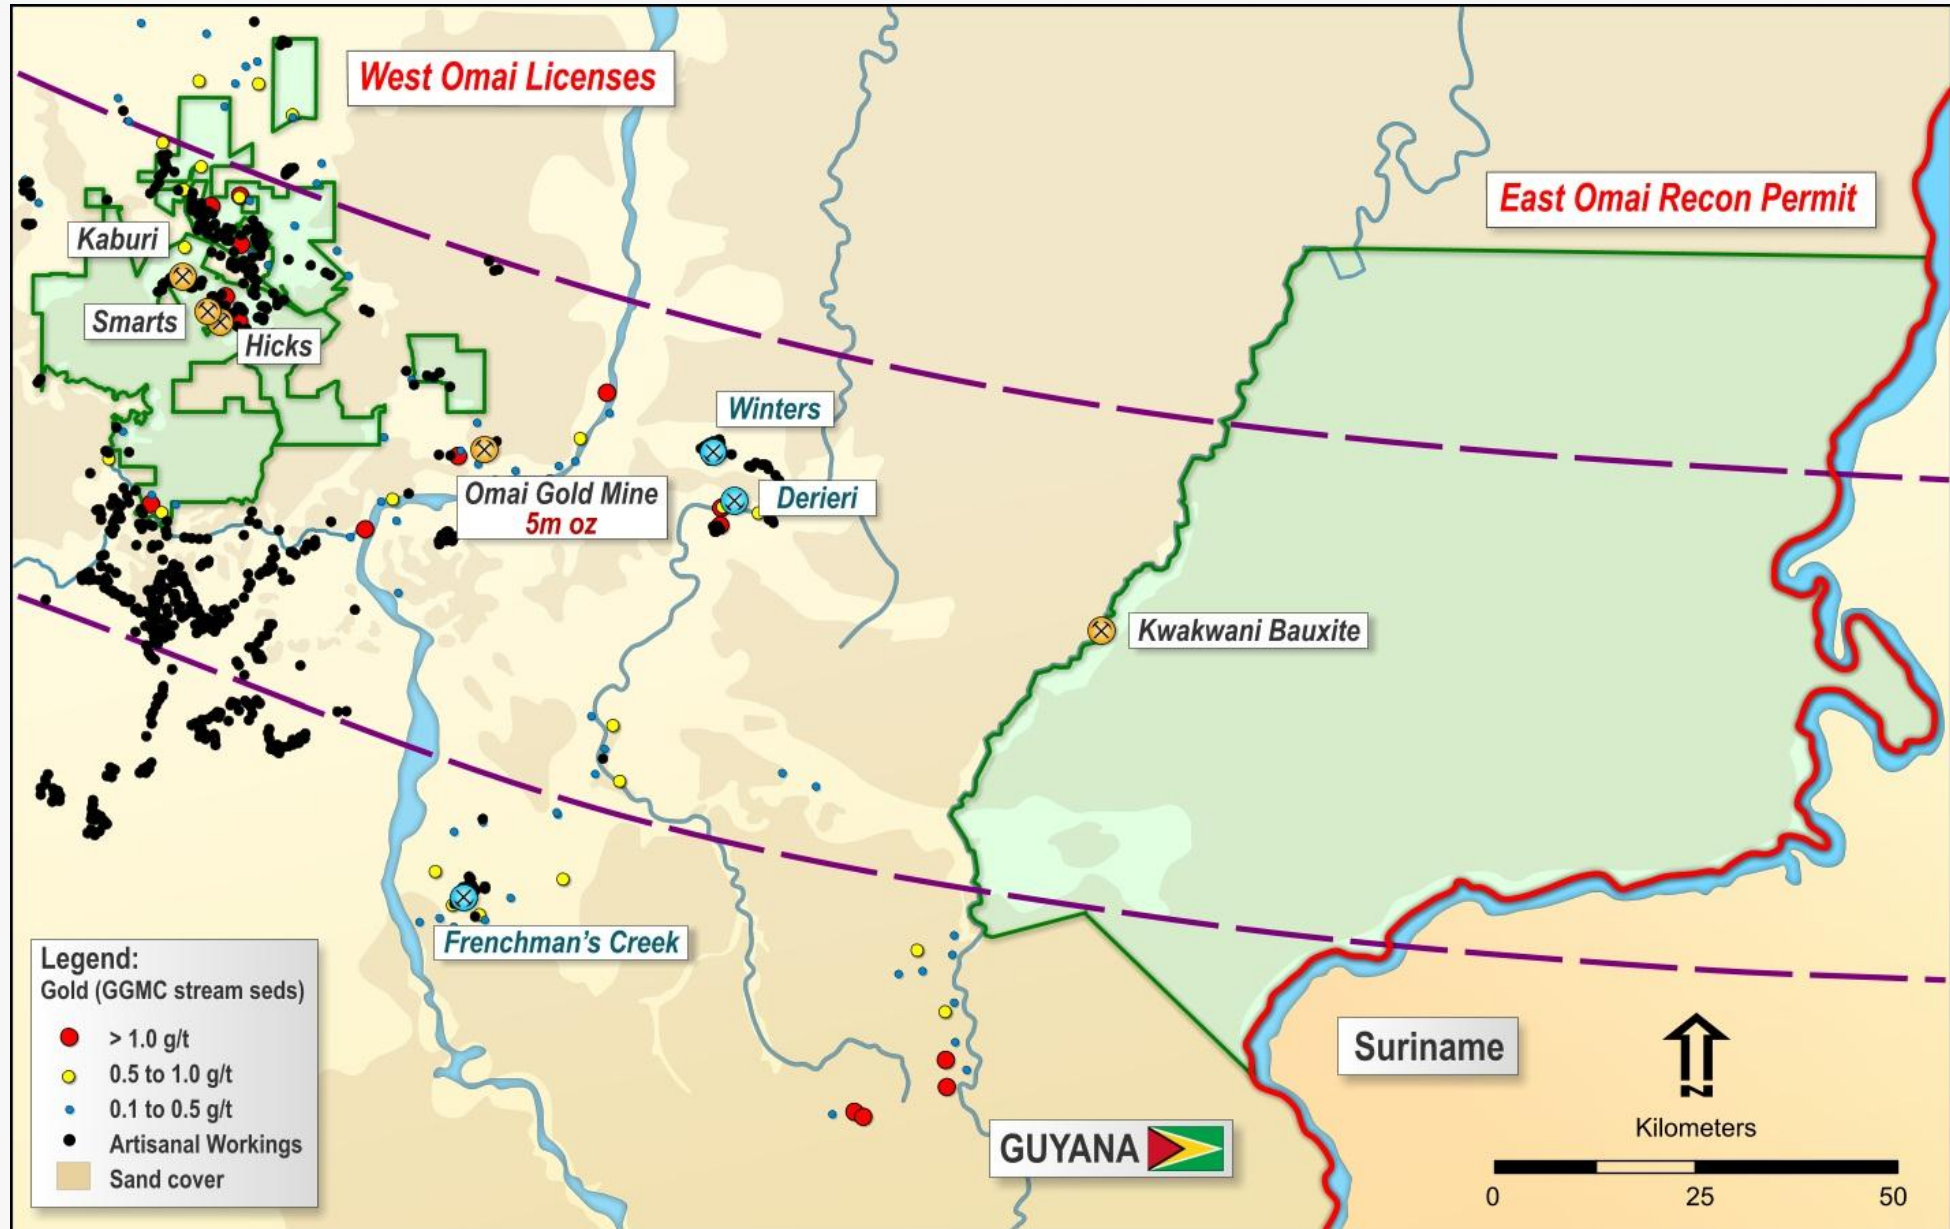 West Omai Licenses
East Omai Recon Permit
Kaburi
Smarts
Hicks
Winters
Omai Gold Mine
5m oz
Derieri
Kwakwani Bauxite
Frenchman's Creek
Legend:
Gold (GGMC stream seds)
> 1.0 g/t
0.5 to 1.0 g/t
0.1 to 0.5 g/t
Artisanal Workings
Sand cover
Suriname
GUYANA
N
Kilometers
0 25 50